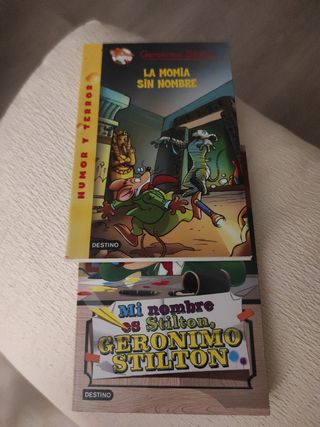 Geronimo Stilton
LA MOMIA
SIN NOMBRE
HUMOR Y TERROR
DESTINO
Mi nombre
es Stilton,
GERONIMO
STILTON
DESTINO